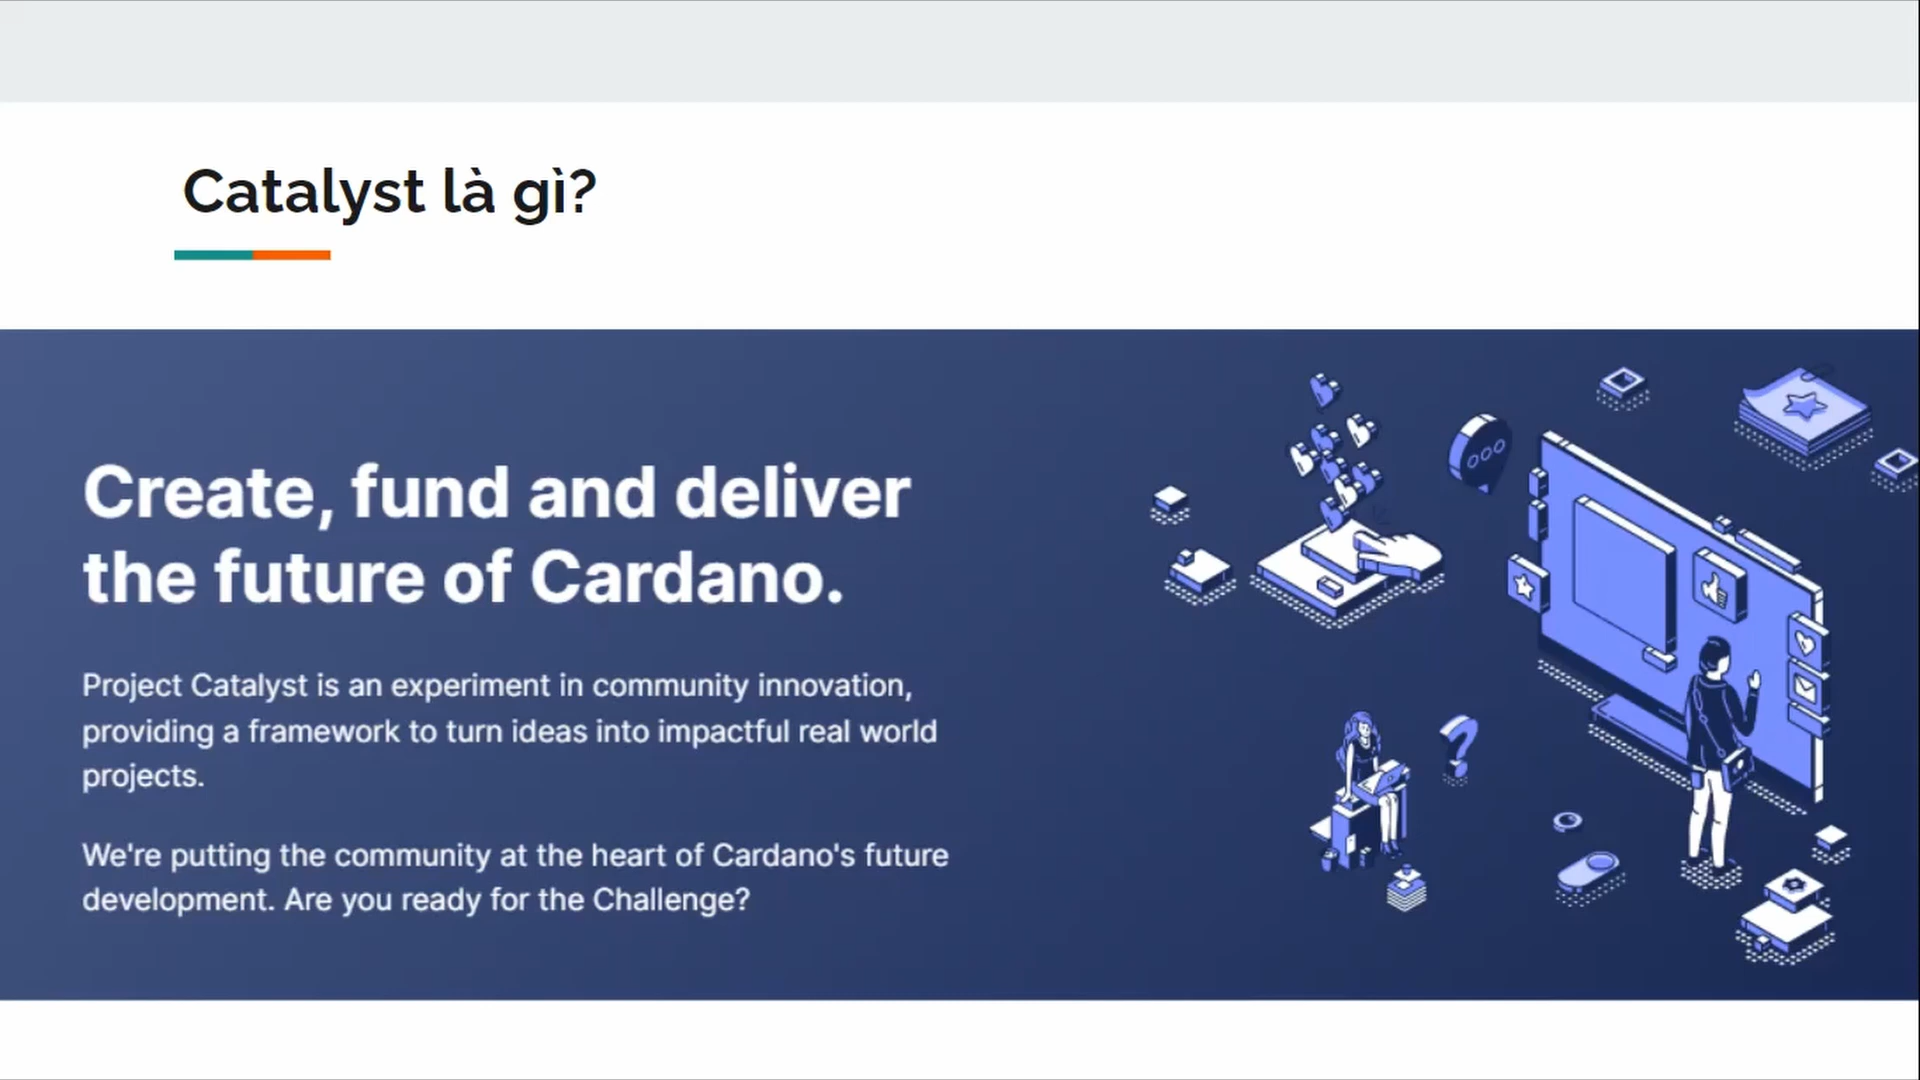 Catalyst là gì?
Create, fund and deliver
the future of Cardano.
Project Catalyst is an experiment in community innovation,
providing a framework to turn ideas into impactful real world
projects.
We're putting the community at the heart of Cardano's future
development. Are you ready for the Challenge?